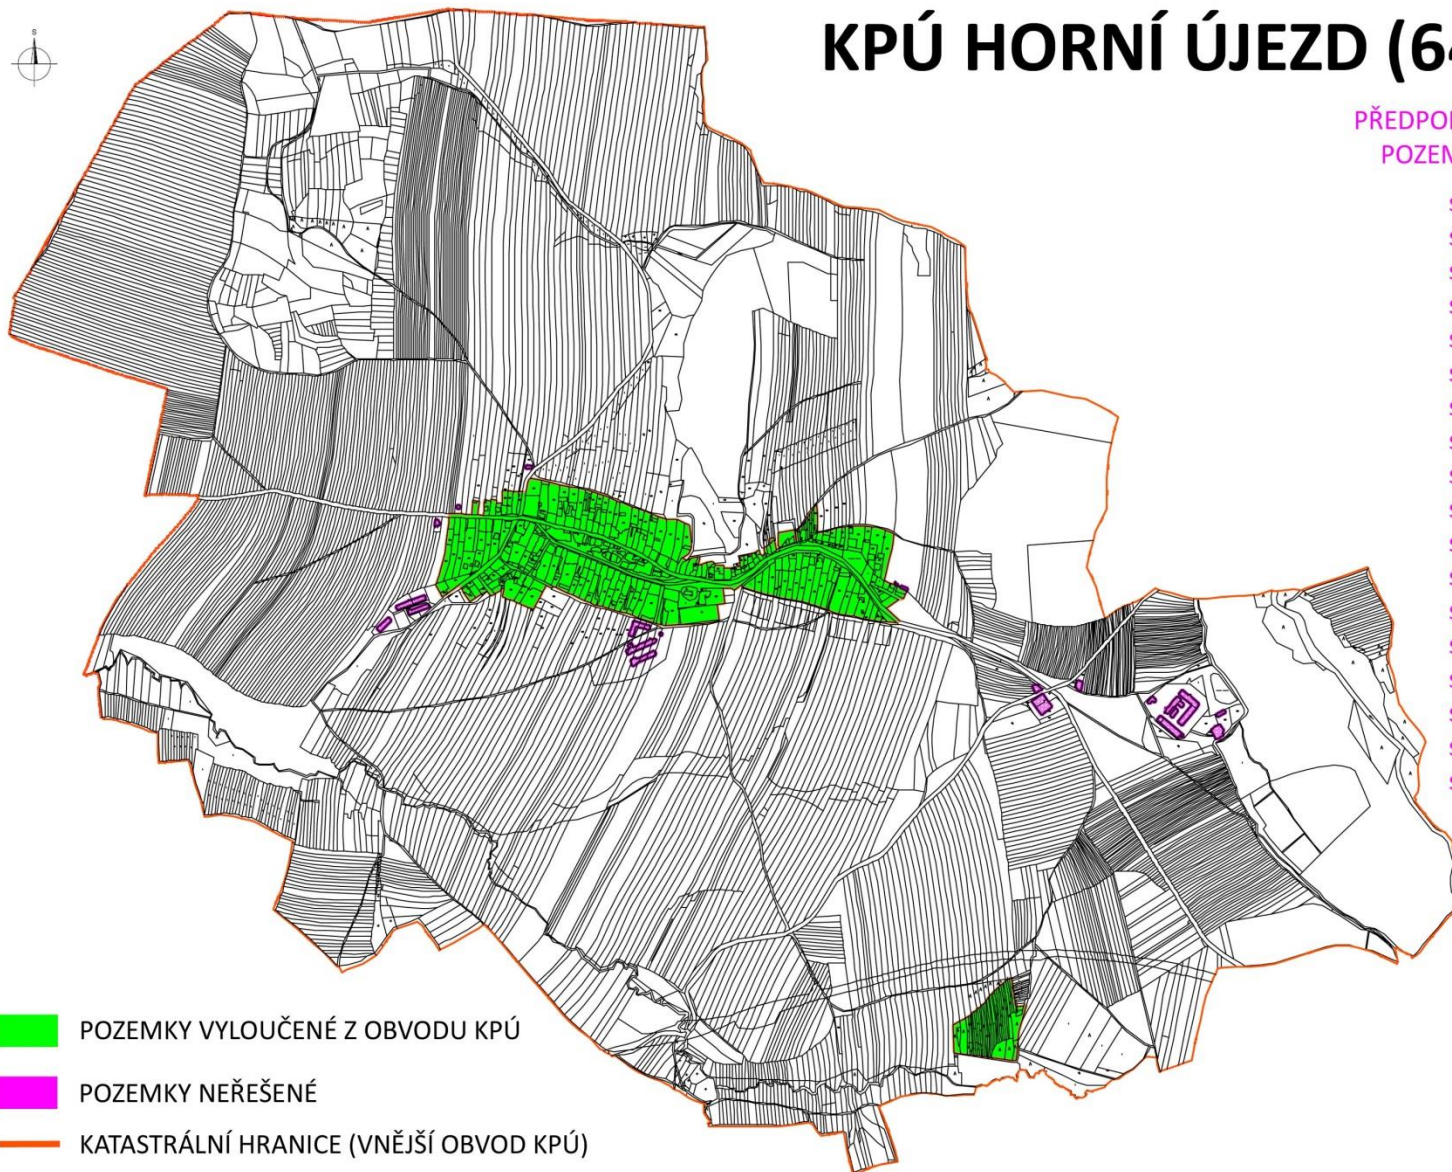 S
KPÚ HORNÍ ÚJEZD (64
PŘEDPO
POZEM
POZEMKY VYLOUČENÉ Z OBVODU KPÚ
POZEMKY NEŘEŠENÉ
KATASTRÁLNÍ HRANICE (VNĚJŠÍ OBVOD KPÚ)